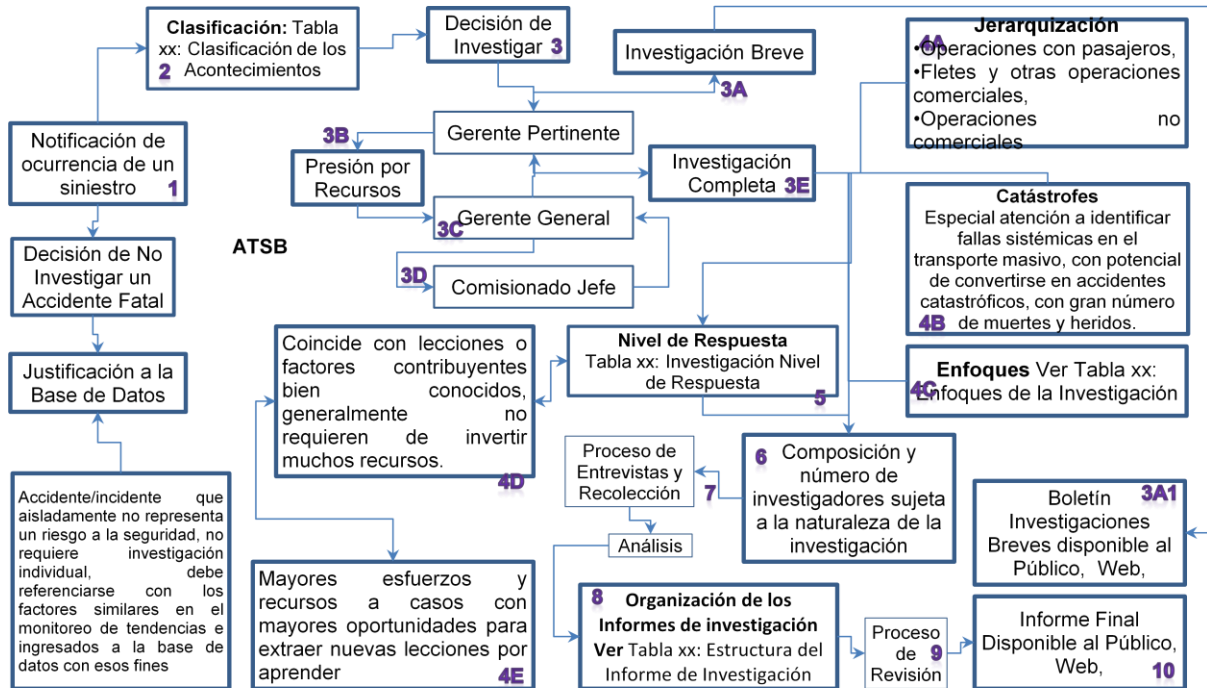 Clasificación: Tabla
xx: Clasificación de los
2 Acontecimientos
Decisión de
Investigar 3
Investigación Breve
3A
Jerarquización
4A
•Operaciones con pasajeros,
•Fletes y otras operaciones
comerciales,
•Operaciones no
comerciales
Notificación de
ocurrencia de un
siniestro 1
3B
Gerente Pertinente
Presión por
Recursos
Investigación
Completa 3E
3C
Gerente General
ATSB
3D
Comisionado Jefe
Catástrofes
Especial atención a identificar
fallas sistémicas en el
transporte masivo, con potencial
de convertirse en accidentes
catastróficos, con gran número
4B de muertes y heridos.
Decisión de No
Investigar un
Accidente Fatal
Justificación a la
Base de Datos
Coincide con lecciones o
factores contribuyentes
bien conocidos,
generalmente no
requieren de invertir
muchos recursos.
4D
Nivel de Respuesta
Tabla xx: Investigación Nivel
de Respuesta
5
Enfoques Ver Tabla xx:
4C
Enfoques de la Investigación
Accidente/incidente que
aisladamente no representa
un riesgo a la seguridad, no
requiere investigación
individual, debe
referenciarse con los
factores similares en el
monitoreo de tendencias e
ingresados a la base de
datos con esos fines
Proceso de
Entrevistas y
Recolección
7
Análisis
6 Composición y
número de
investigadores sujeta
a la naturaleza de la
investigación
3A1
Boletín
Investigaciones
Breves disponible al
Público, Web,
Mayores esfuerzos y
recursos a casos con
mayores oportunidades para
extraer nuevas lecciones por
aprender
4E
8 Organización de los
Informes de investigación
Ver Tabla xx: Estructura del
Informe de Investigación
Proceso
de 9
Revisión
Informe Final
Disponible al Público,
Web,
10